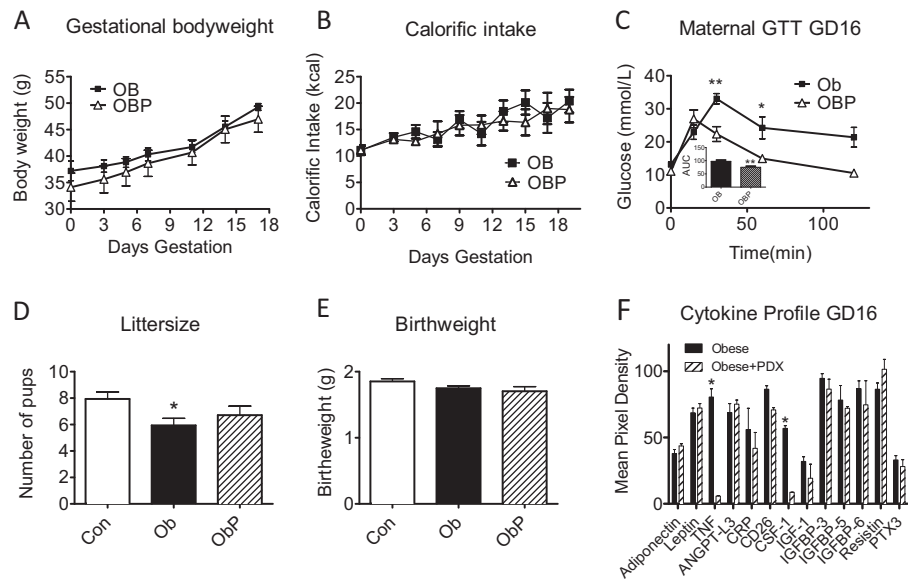 A Gestational bodyweight
OB
OBP
Body weight (g)
55
50
45
40
35
30
0 3 6 9 12 15 18
Days Gestation
B Calorific intake
Calorific Intake (kcal)
25
20
15
10
5
0
OB
OBP
0 3 6 9 12 15 18
Days Gestation
C Maternal GTT GD16
Ob
OBP
Glucose (mmol/L)
40
30
20
10
0
**
*
AUC
150
100
50
0
**
OB OBP
0 40 80 120
Time(min)
D Littersize
Number of pups
10
8
6
4
2
0
*
Con Ob ObP
E Birthweight
Birtheweight (g)
2
1
0
Con Ob ObP
F Cytokine Profile GD16
Obese
Obese+PDX
Mean Pixel Density
100
50
0
*
*
Adiponectin
Leptin
TNF
ANGPT-L3
CRP
CD26
CSF-1
IGF-1
IGFBP-3
IGFBP-5
IGFBP-6
Resistin
PTX3